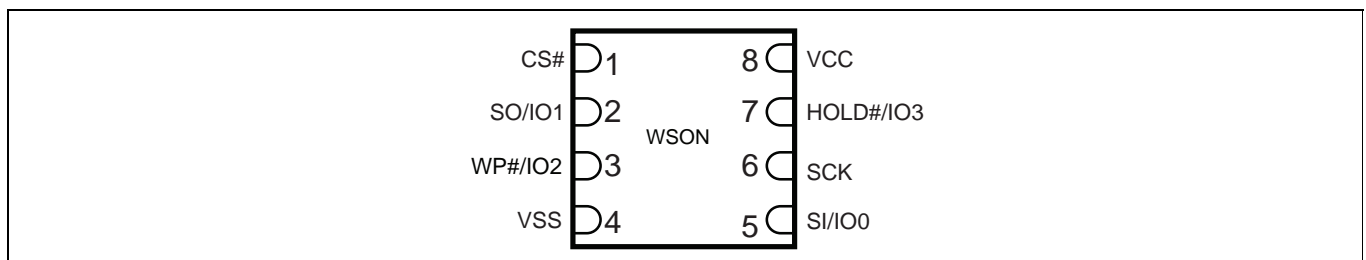 CS# 1 8 VCC
SO/IO1 2 7 HOLD#/IO3
WSON
WP#/IO2 3 6 SCK
VSS 4 5 SI/IO0